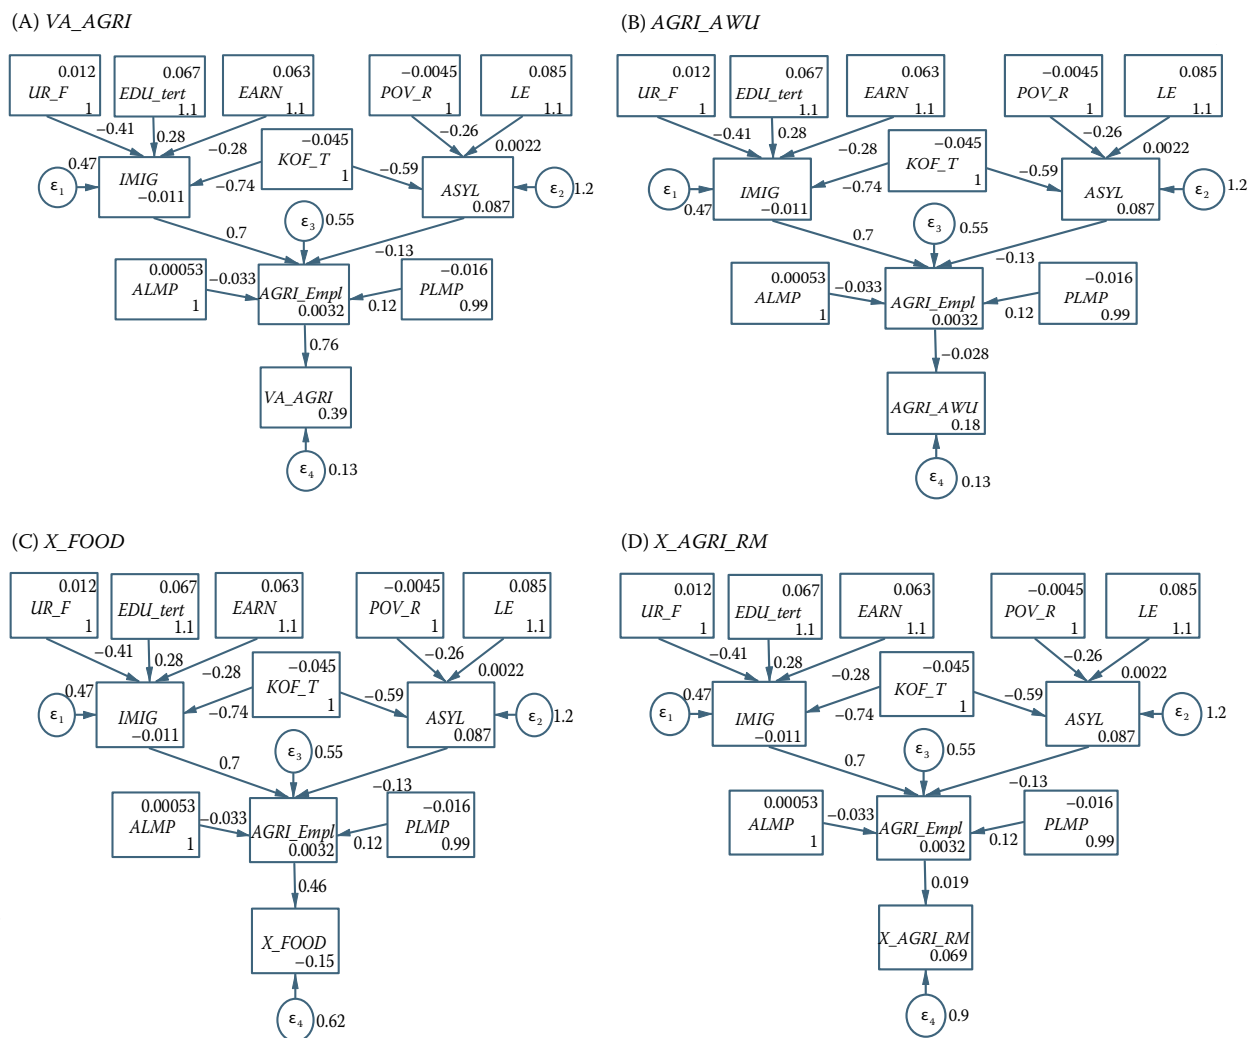 (A) VA_AGRI
0.012 0.067 0.063 −0.0045 0.085
UR_F EDU_tert EARN POV_R LE
1 1.1 1.1 1 1.1
−0.41 0.28 −0.28 −0.045 −0.26 0.0022
KOF_T
1
0.47 −0.74 −0.59
ε1 IMIG ASYL ε2 1.2
−0.011 0.087
0.7 ε3 0.55 −0.13
0.00053 −0.033 −0.016
ALMP AGRI_Empl PLMP
1 0.0032 0.12 0.99
0.76
VA_AGRI
0.39
ε4 0.13
(B) AGRI_AWU
0.012 0.067 0.063 −0.0045 0.085
UR_F EDU_tert EARN POV_R LE
1 1.1 1.1 1 1.1
−0.41 0.28 −0.28 −0.045 −0.26 0.0022
KOF_T
1
−0.74 −0.59
ε1 IMIG ASYL ε2 1.2
0.47 −0.011 0.087
0.7 ε3 0.55 −0.13
0.00053 −0.033 −0.016
ALMP AGRI_Empl PLMP
1 0.0032 0.12 0.99
−0.028
AGRI_AWU
0.18
ε4 0.13
(C) X_FOOD
0.012 0.067 0.063 −0.0045 0.085
UR_F EDU_tert EARN POV_R LE
1 1.1 1.1 1 1.1
−0.41 0.28 −0.28 −0.045 −0.26 0.0022
KOF_T
1
0.47 −0.74 −0.59
ε1 IMIG ASYL ε2 1.2
−0.011 0.087
0.7 ε3 0.55 −0.13
0.00053 −0.033 −0.016
ALMP AGRI_Empl PLMP
1 0.0032 0.12 0.99
0.46
X_FOOD
−0.15
ε4 0.62
(D) X_AGRI_RM
0.012 0.067 0.063 −0.0045 0.085
UR_F EDU_tert EARN POV_R LE
1 1.1 1.1 1 1.1
−0.41 0.28 −0.28 −0.045 −0.26 0.0022
KOF_T
1
0.47 −0.74 −0.59
ε1 IMIG ASYL ε2 1.2
−0.011 0.087
0.7 ε3 0.55 −0.13
0.00053 −0.033 −0.016
ALMP AGRI_Empl PLMP
1 0.0032 0.12 0.99
0.019
X_AGRI_RM
0.069
ε4 0.9